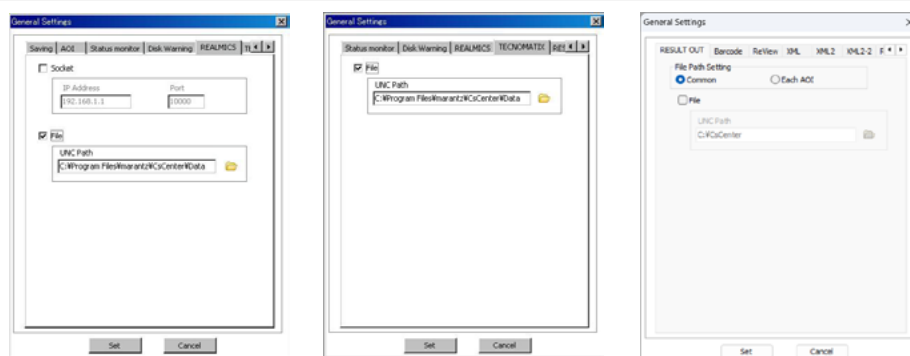 General Settings
Saving AOI Status monitor Disk Warning REALMICS
Socket
IP Address Port
192.168.1.1 10000
File
UNC Path
C:¥Program Files¥marantz¥CsCenter¥Data
Set Cancel
General Settings
Status monitor Disk Warning REALMICS TECNOMATIX
File
UNC Path
C:¥Program Files¥marantz¥CsCenter¥Data
Set Cancel
General Settings
RESULT OUT Barcode ReView XML XML2 XML2-2
File Path Setting
Common Each AOI
File
UNC Path
C:¥CsCenter
Set Cancel